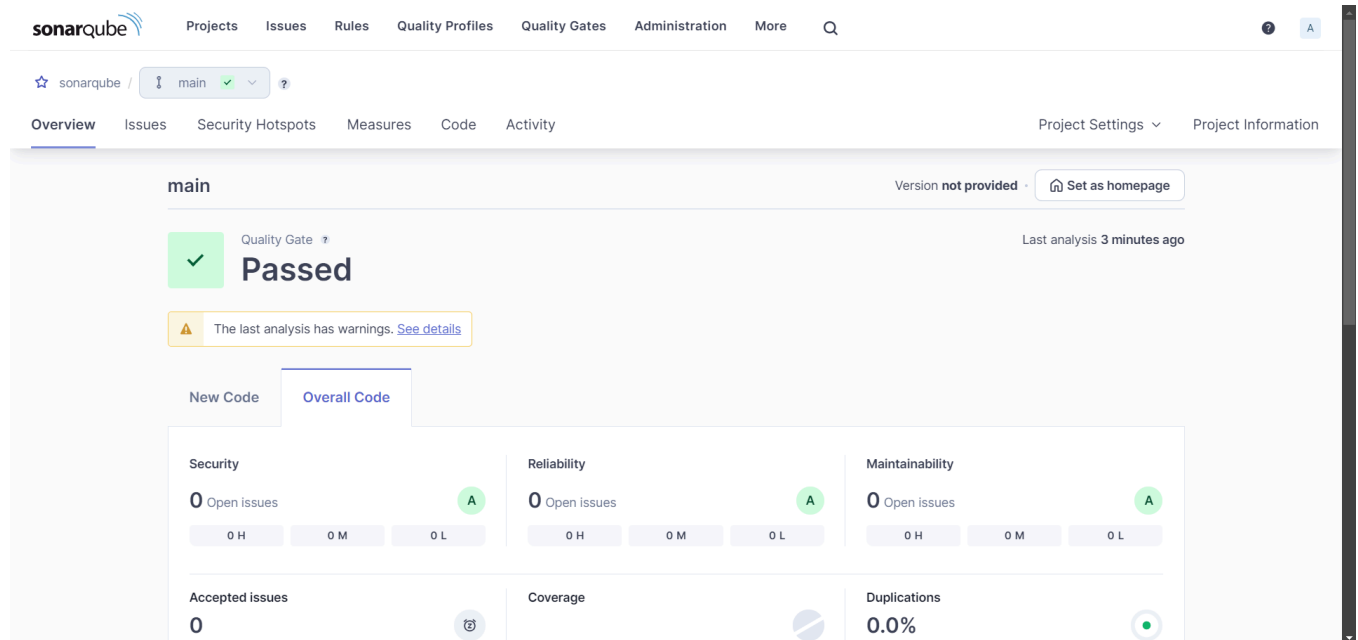 sonarqube Projects Issues Rules Quality Profiles Quality Gates Administration More ? A
sonarqube / main ?
Overview Issues Security Hotspots Measures Code Activity Project Settings Project Information
main Version not provided · Set as homepage
Quality Gate ? Last analysis 3 minutes ago
Passed
The last analysis has warnings. See details
New Code Overall Code
Security Reliability Maintainability
0 Open issues A 0 Open issues A 0 Open issues A
0 H 0 M 0 L 0 H 0 M 0 L 0 H 0 M 0 L
Accepted issues Coverage Duplications
0 0.0%